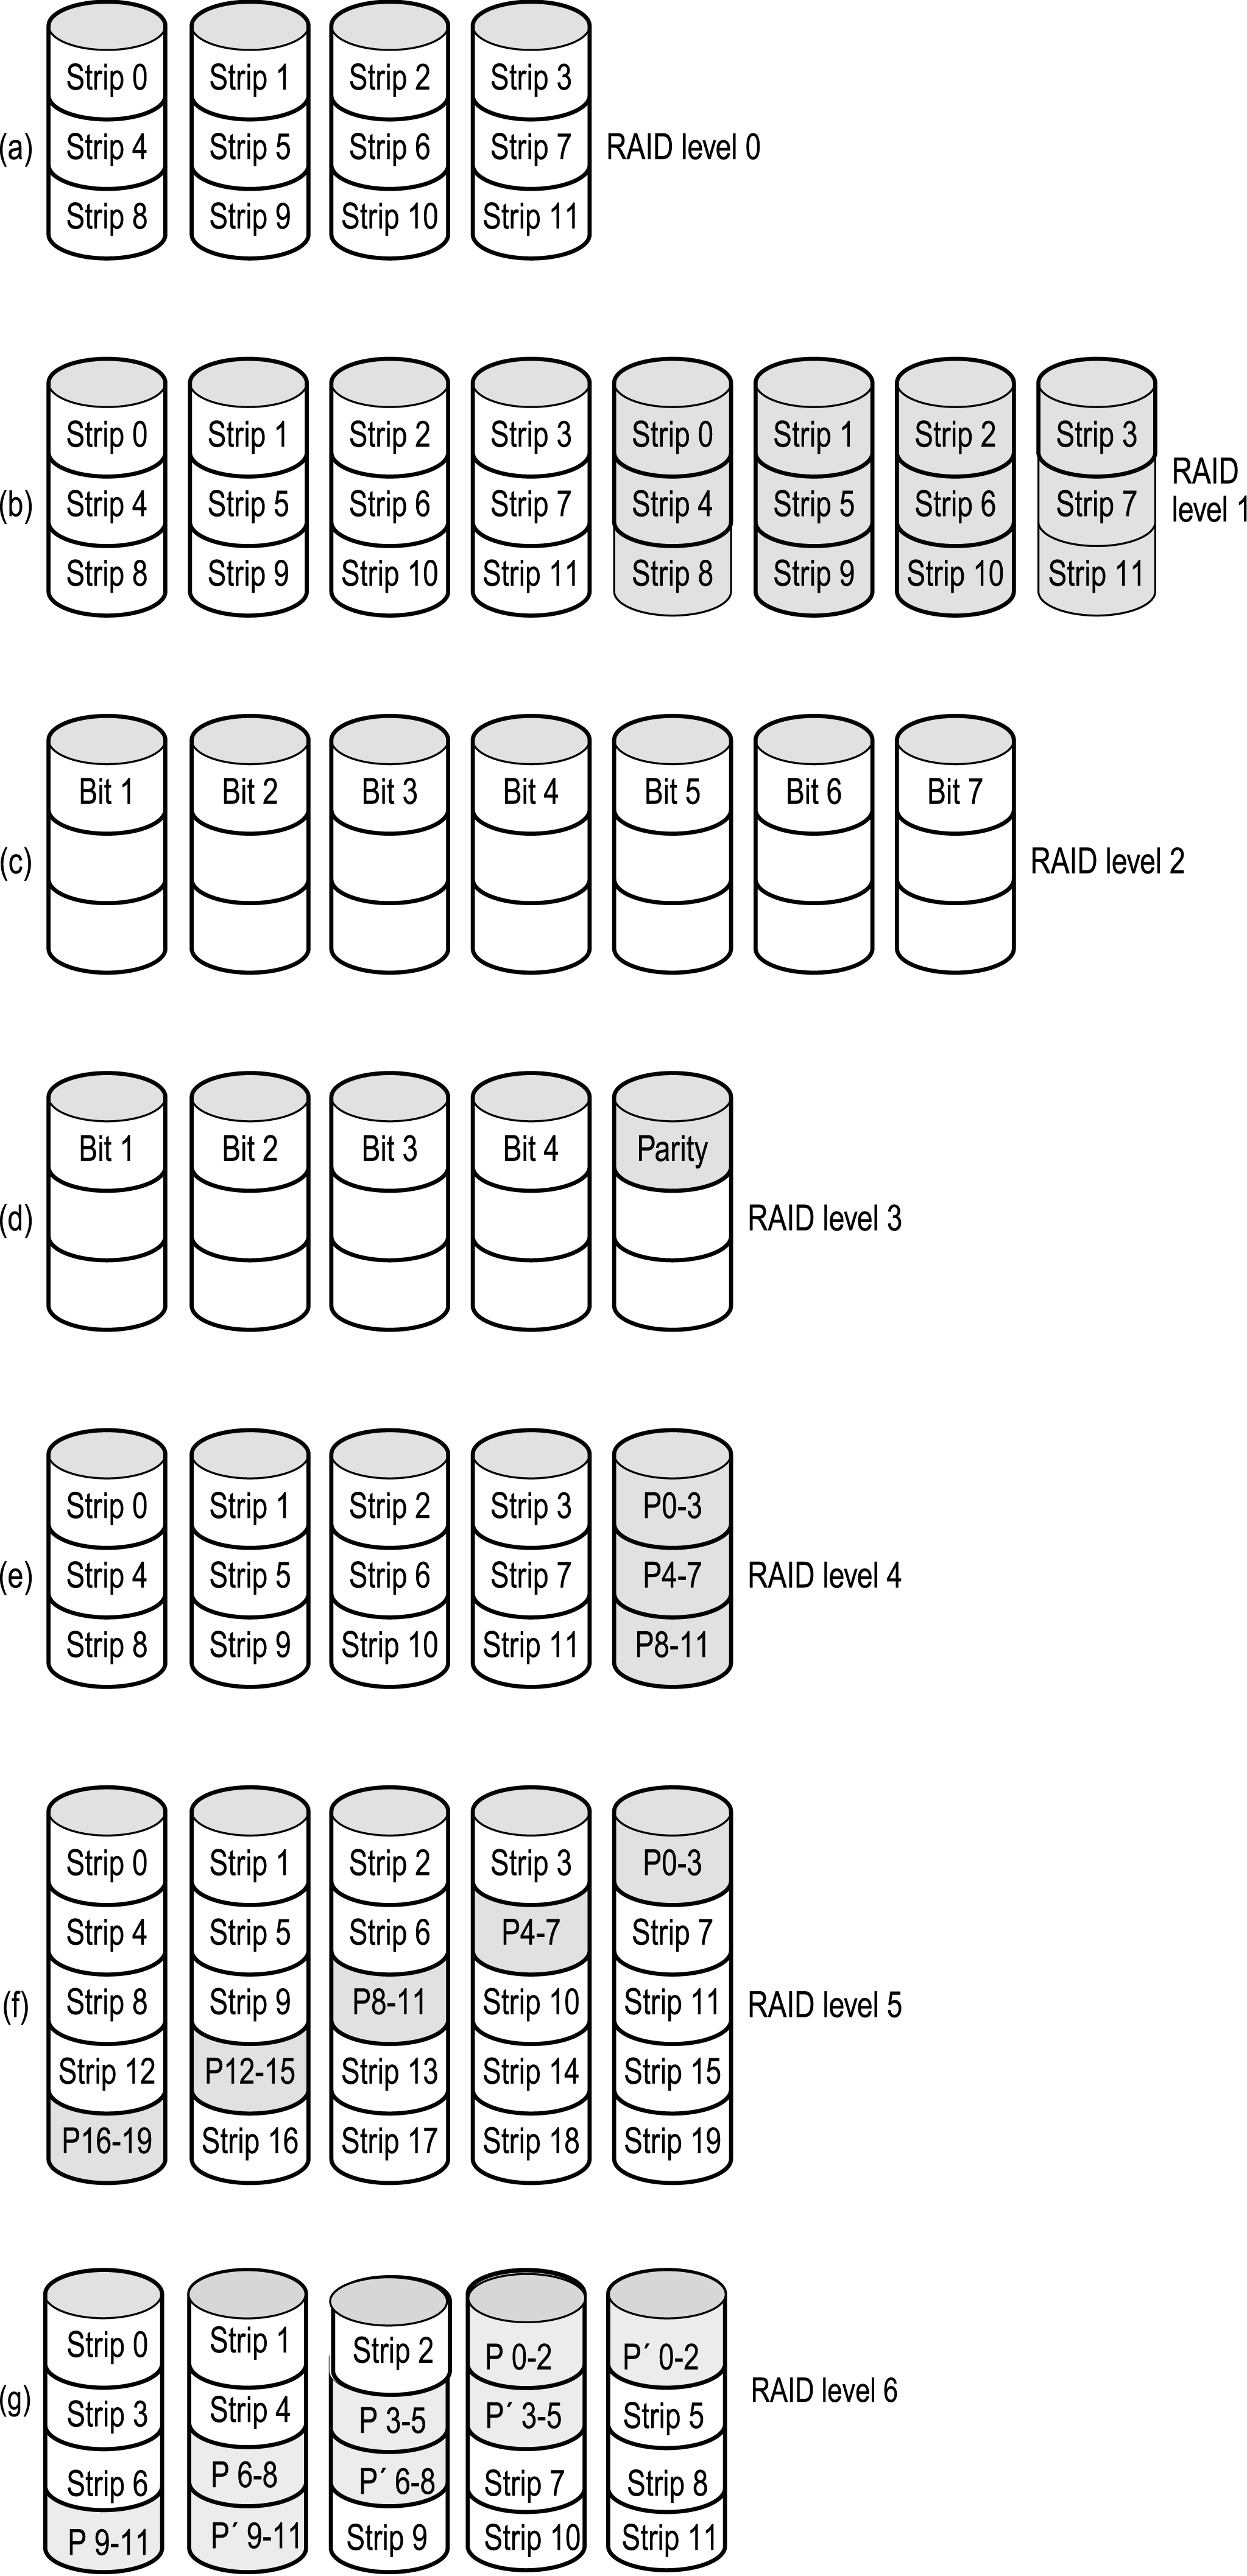 Strip 0 Strip 1 Strip 2 Strip 3
(a) Strip 4 Strip 5 Strip 6 Strip 7 RAID level 0
Strip 8 Strip 9 Strip 10 Strip 11
Strip 0 Strip 1 Strip 2 Strip 3 Strip 0 Strip 1 Strip 2 Strip 3
(b) Strip 4 Strip 5 Strip 6 Strip 7 Strip 4 Strip 5 Strip 6 Strip 7 RAID
level 1
Strip 8 Strip 9 Strip 10 Strip 11 Strip 8 Strip 9 Strip 10 Strip 11
Bit 1 Bit 2 Bit 3 Bit 4 Bit 5 Bit 6 Bit 7
(c) RAID level 2
Bit 1 Bit 2 Bit 3 Bit 4 Parity
(d) RAID level 3
Strip 0 Strip 1 Strip 2 Strip 3 P0-3
(e) Strip 4 Strip 5 Strip 6 Strip 7 P4-7 RAID level 4
Strip 8 Strip 9 Strip 10 Strip 11 P8-11
Strip 0 Strip 1 Strip 2 Strip 3 P0-3
Strip 4 Strip 5 Strip 6 P4-7 Strip 7
(f) Strip 8 Strip 9 P8-11 Strip 10 Strip 11 RAID level 5
Strip 12 P12-15 Strip 13 Strip 14 Strip 15
P16-19 Strip 16 Strip 17 Strip 18 Strip 19
Strip 0 Strip 1 Strip 2 P 0-2 P´ 0-2
(g) Strip 3 Strip 4 P 3-5 P´ 3-5 Strip 5 RAID level 6
Strip 6 P 6-8 P´ 6-8 Strip 7 Strip 8
P 9-11 P´ 9-11 Strip 9 Strip 10 Strip 11